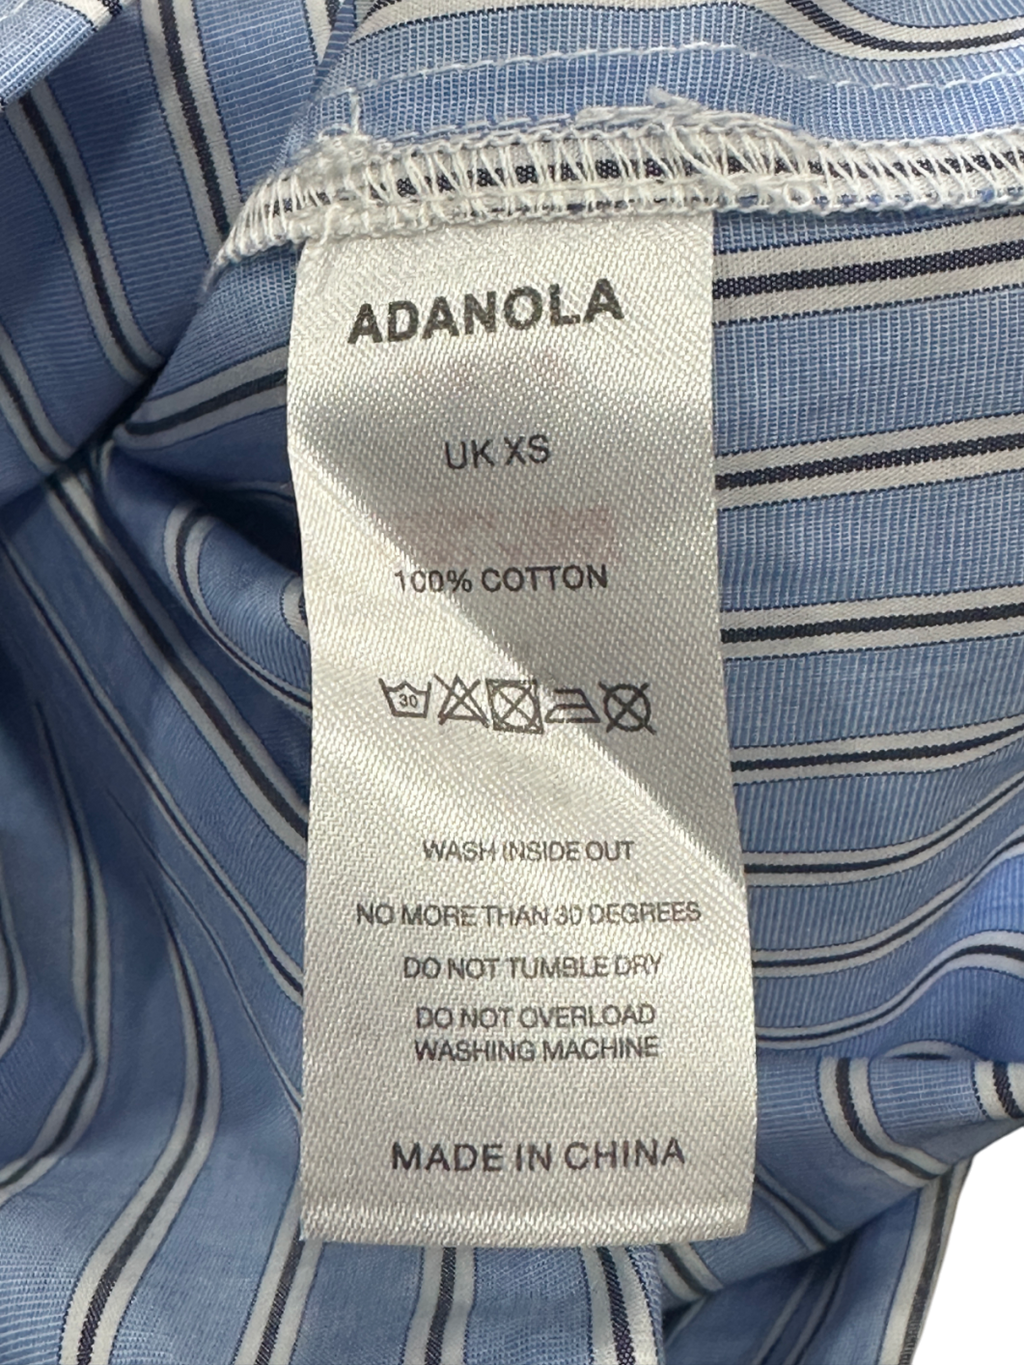 ADANOLA
UK XS
100% COTTON
30
WASH INSIDE OUT
NO MORE THAN 30 DEGREES
DO NOT TUMBLE DRY
DO NOT OVERLOAD
WASHING MACHINE
MADE IN CHINA